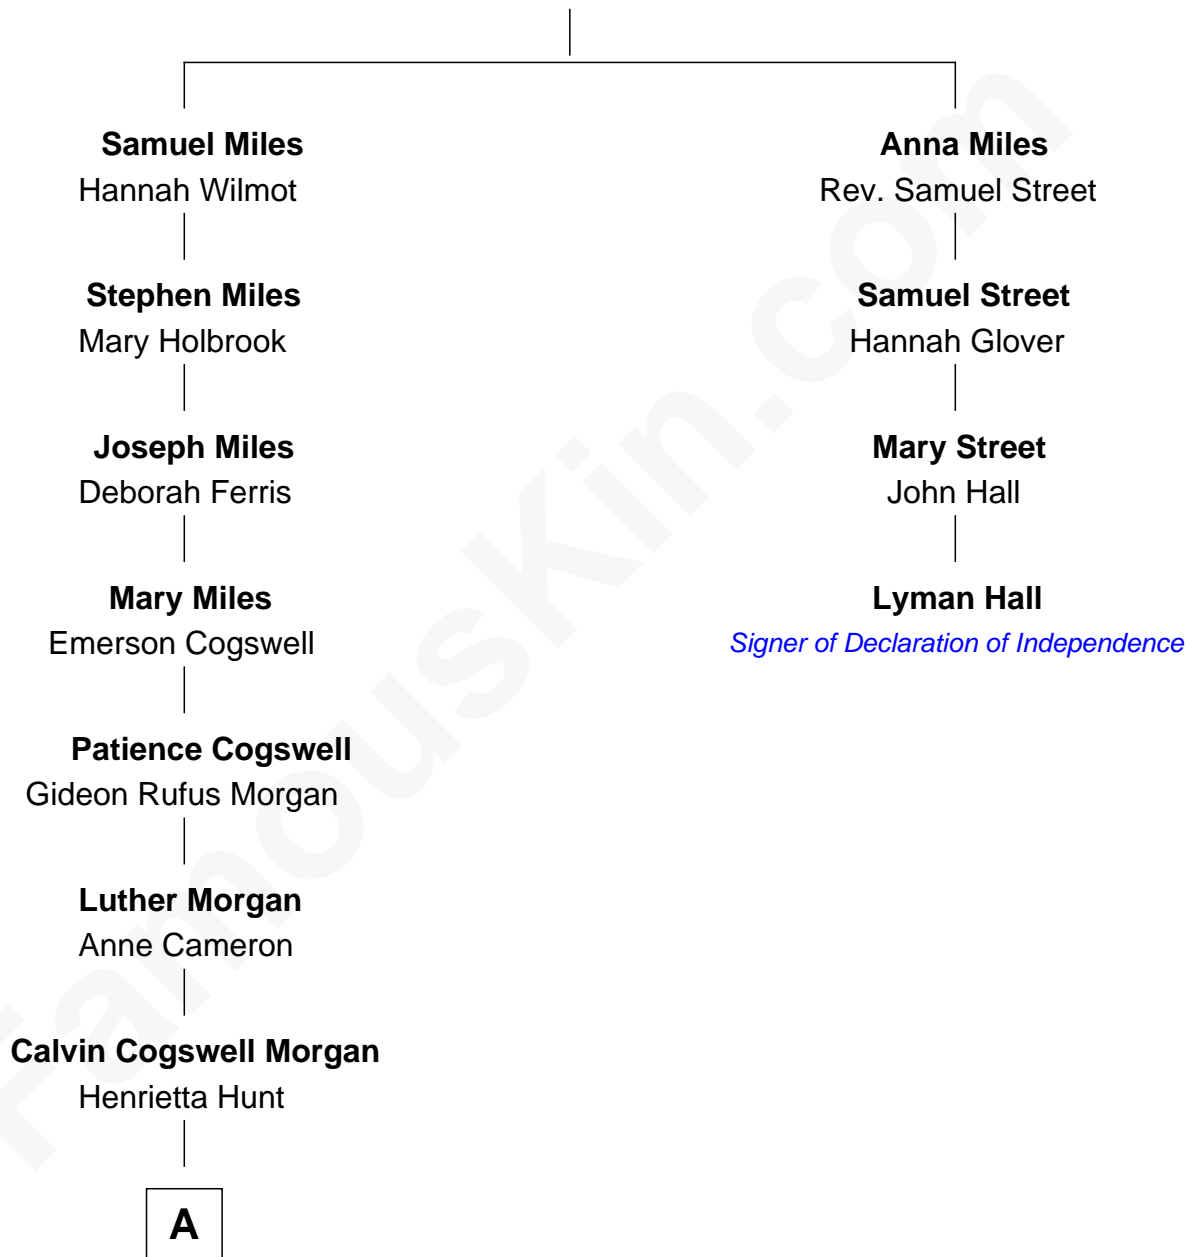 Samuel Miles
Hannah Wilmot
Stephen Miles
Mary Holbrook
Joseph Miles
Deborah Ferris
Mary Miles
Emerson Cogswell
Patience Cogswell
Gideon Rufus Morgan
Luther Morgan
Anne Cameron
Calvin Cogswell Morgan
Henrietta Hunt
A
Anna Miles
Rev. Samuel Street
Samuel Street
Hannah Glover
Mary Street
John Hall
Lyman Hall
Signer of Declaration of Independence
FamousKin.com